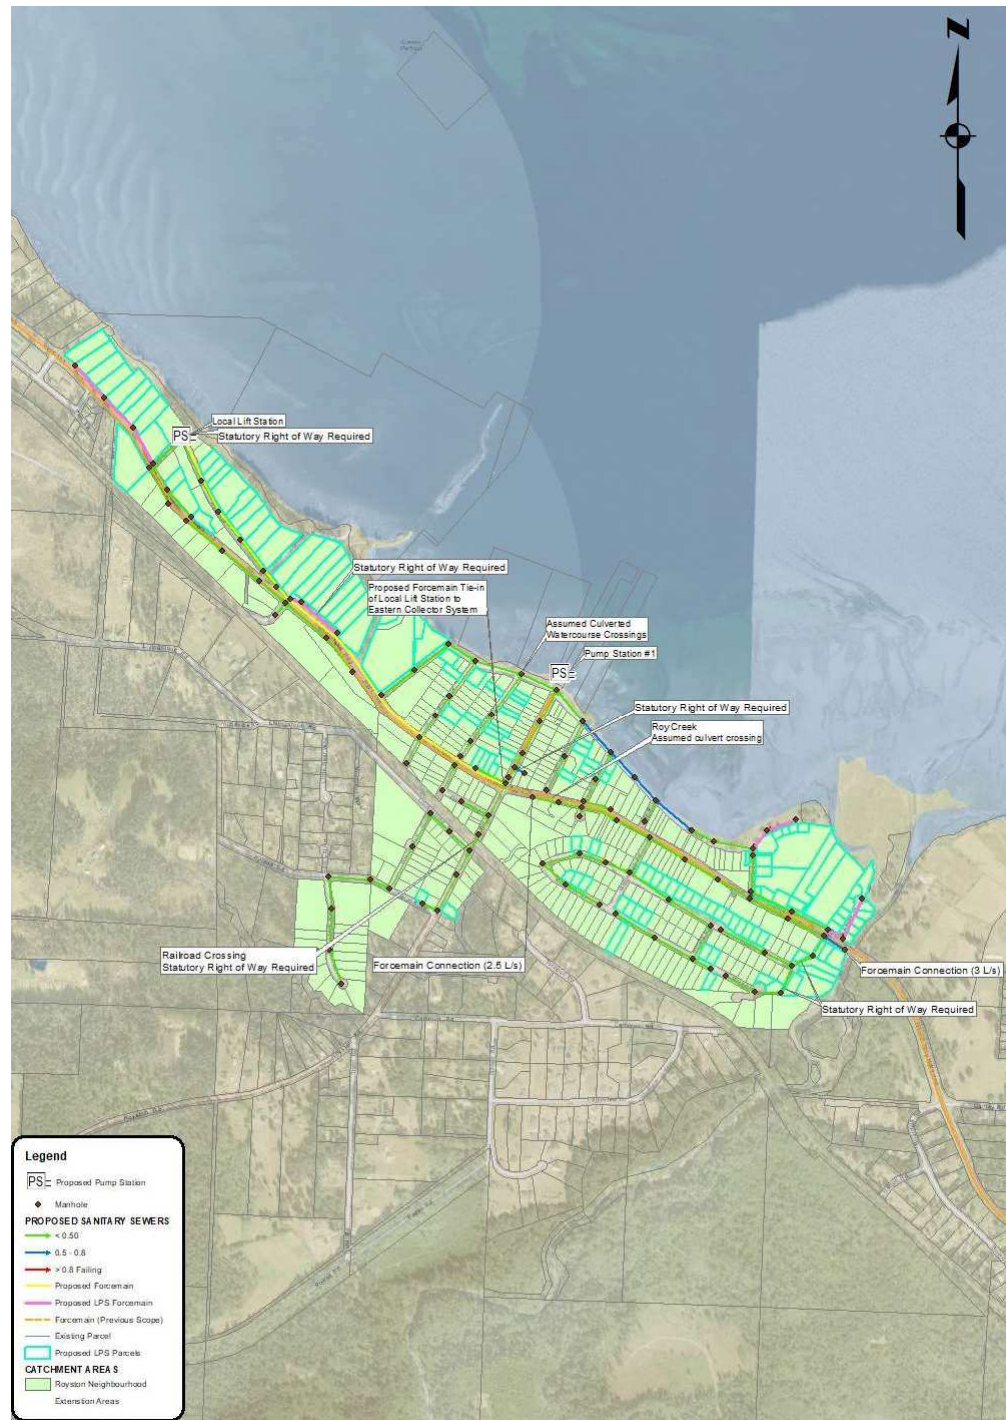 N
Local Lift Station
PS
Statutory Right of Way Required
Statutory Right of Way Required
Proposed Forcemain Tie-in
of Local Lift Station to
Eastern Collector System
Assumed Culverted
Watercourse Crossings
Pump Station #1
PS
Statutory Right of Way Required
Roy Creek
Assumed culvert crossing
Railroad Crossing
Statutory Right of Way Required
Forcemain Connection (2.5 L/s)
Forcemain Connection (3 L/s)
Statutory Right of Way Required
Legend
PS Proposed Pump Station
Manhole
PROPOSED SANITARY SEWERS
< 0.50
0.5 - 0.8
> 0.8 Failing
Proposed Forcemain
Proposed LPS Forcemain
Forcemain (Previous Scope)
Existing Parcel
Proposed LPS Parcels
CATCHMENT AREAS
Royston Neighbourhood
Extenstion Areas